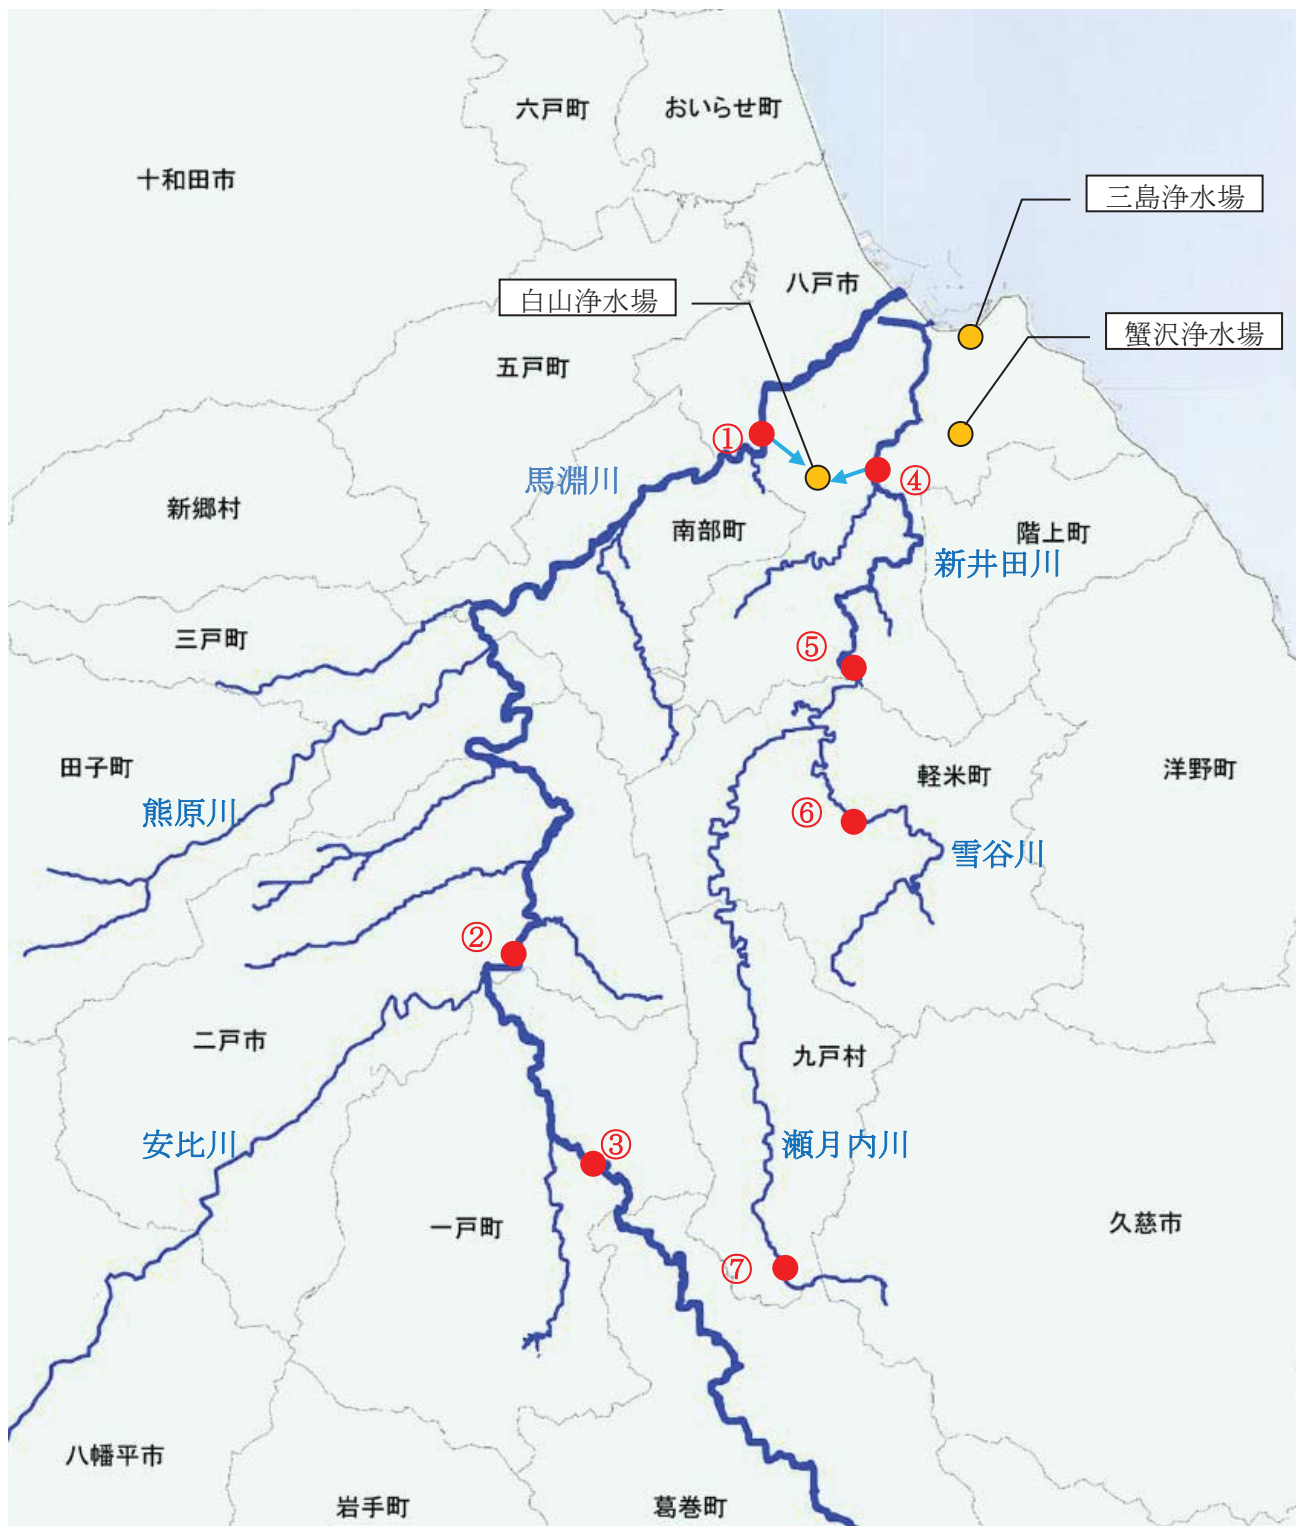 六戸町
おいらせ町
十和田市
三島浄水場
八戸市
白山浄水場
蟹沢浄水場
五戸町
①
馬淵川
④
新郷村
南部町
階上町
新井田川
三戸町
⑤
田子町
軽米町
洋野町
熊原川
⑥
雪谷川
②
二戸市
九戸村
安比川
③
瀬月内川
一戸町
久慈市
⑦
八幡平市
岩手町
葛巻町